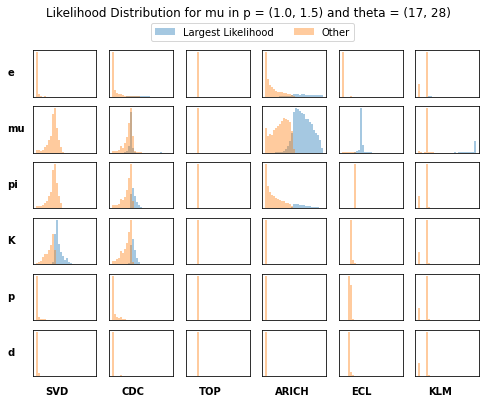 Likelihood Distribution for mu in p = (1.0, 1.5) and theta = (17, 28)
Largest Likelihood Other
e
mu
pi
K
p
d
SVD CDC TOP ARICH ECL KLM